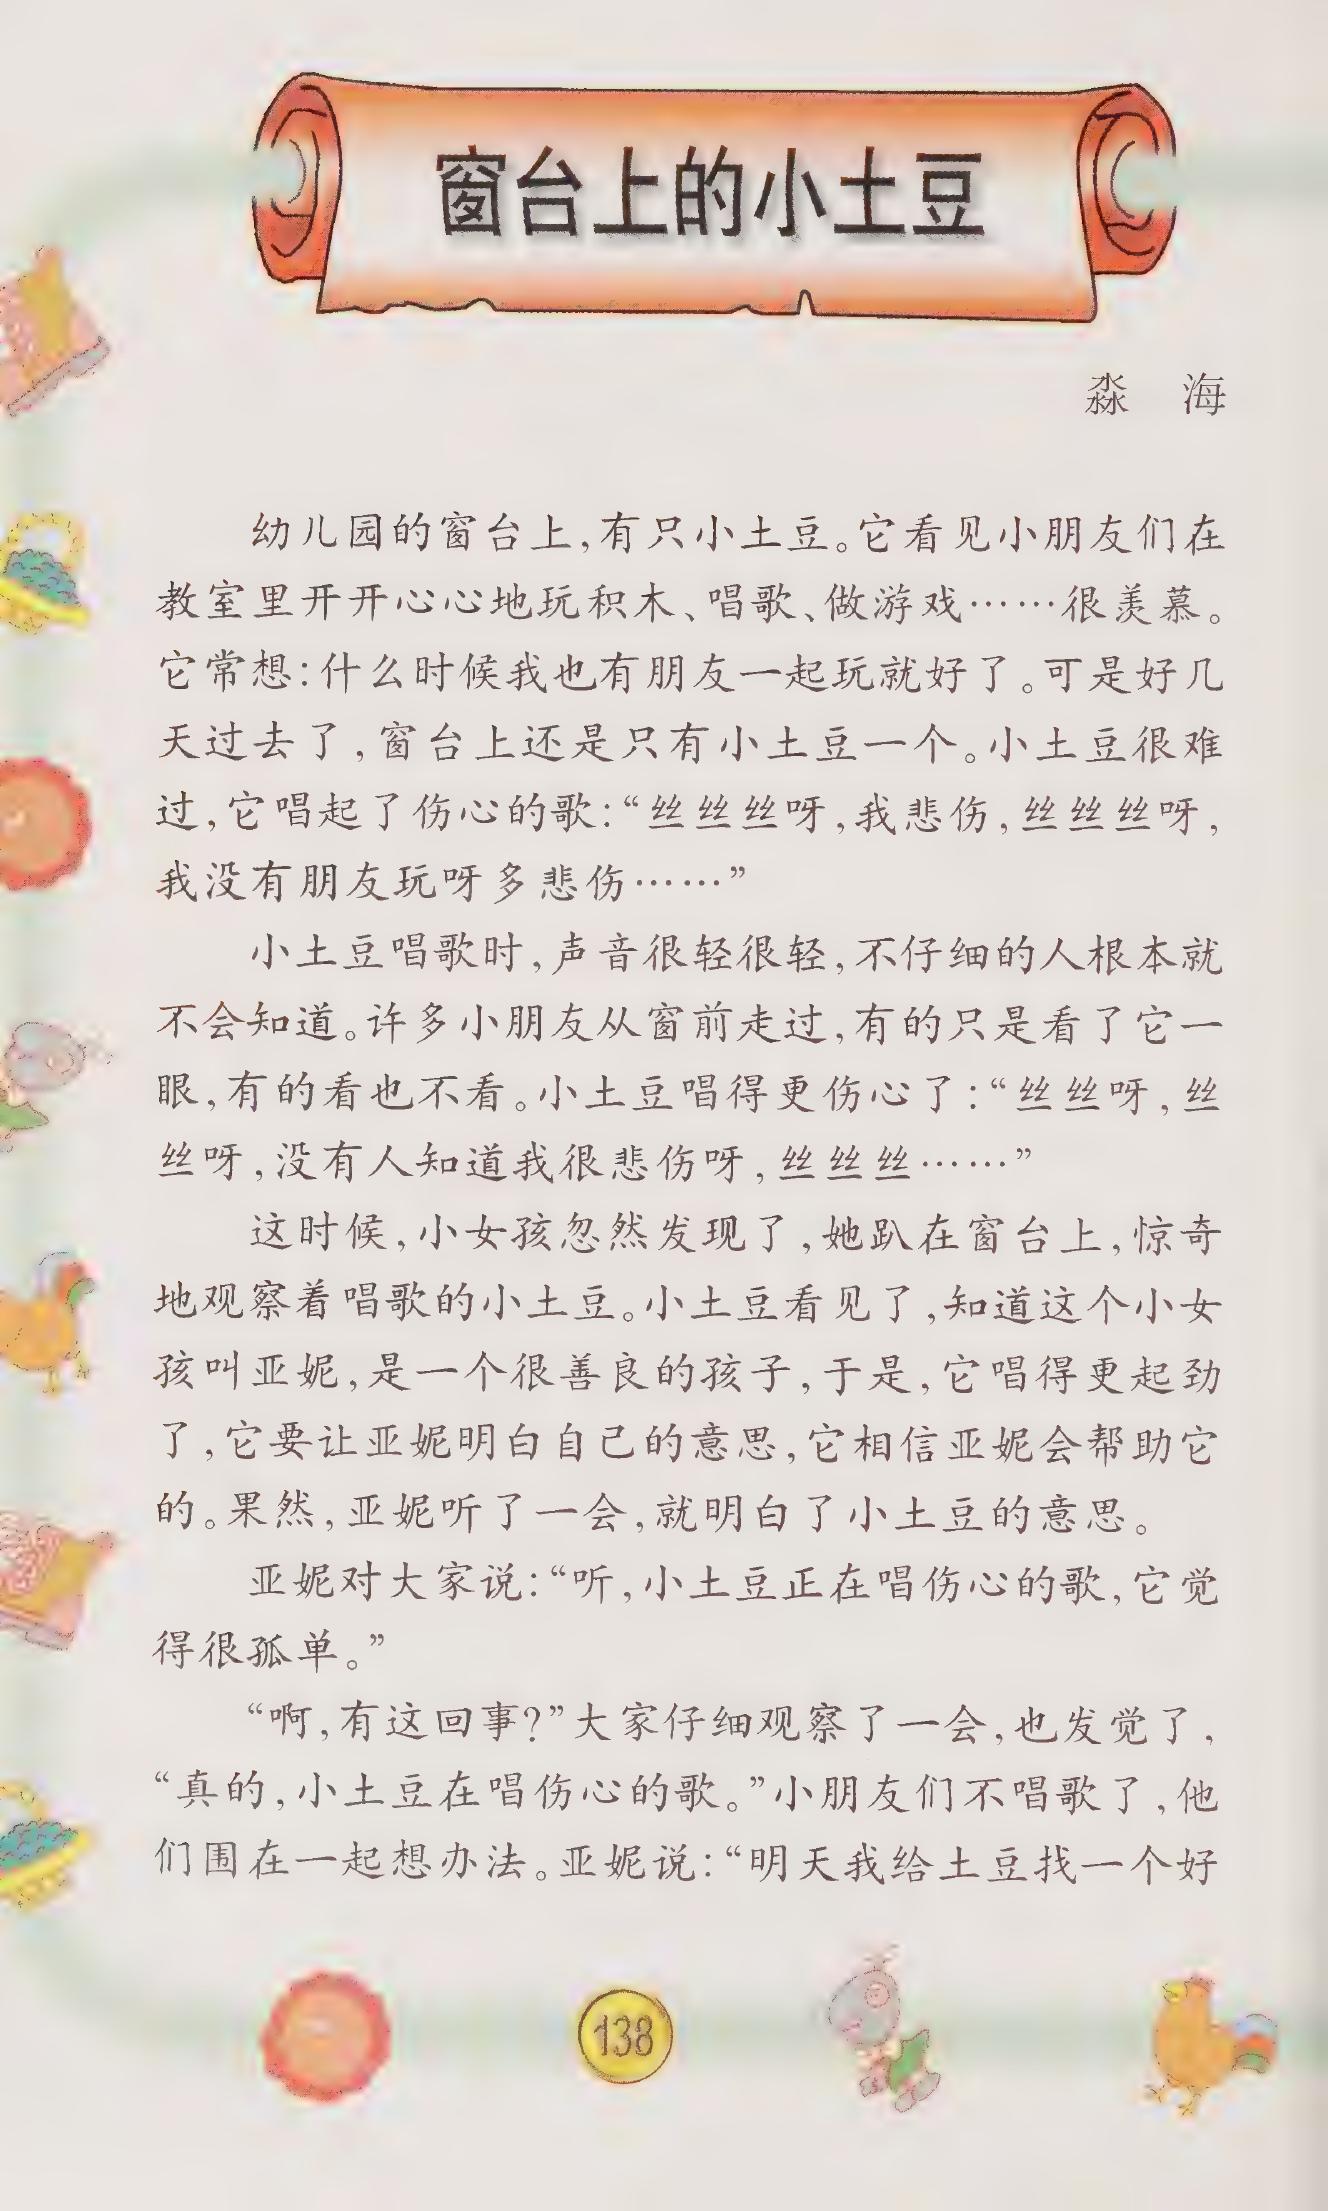 窗台上的小土豆
淼 海
幼儿园的窗台上,有只小土豆。它看见小朋友们在
教室里开开心心地玩积木、唱歌、做游戏……很羡慕。
它常想:什么时候我也有朋友一起玩就好了。可是好几
天过去了,窗台上还是只有小土豆一个。小土豆很难
过,它唱起了伤心的歌:“丝丝丝呀,我悲伤,丝丝丝呀,
我没有朋友玩呀多悲伤……”
小土豆唱歌时,声音很轻很轻,不仔细的人根本就
不会知道。许多小朋友从窗前走过,有的只是看了它一
眼,有的看也不看。小土豆唱得更伤心了:“丝丝呀,丝
丝呀,没有人知道我很悲伤呀,丝丝丝……”
这时候,小女孩忽然发现了,她趴在窗台上,惊奇
地观察着唱歌的小土豆。小土豆看见了,知道这个小女
孩叫亚妮,是一个很善良的孩子,于是,它唱得更起劲
了,它要让亚妮明白自己的意思,它相信亚妮会帮助它
的。果然,亚妮听了一会,就明白了小土豆的意思。
亚妮对大家说:“听,小土豆正在唱伤心的歌,它觉
得很孤单。”
“啊,有这回事?”大家仔细观察了一会,也发觉了,
“真的,小土豆在唱伤心的歌。”小朋友们不唱歌了,他
们围在一起想办法。亚妮说:“明天我给土豆找一个好
138